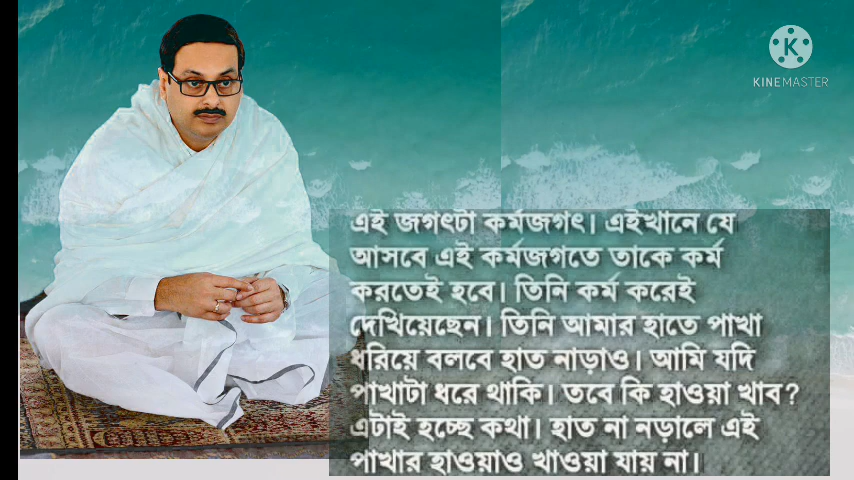 KINEMASTER
এই জগৎটা কর্মজগৎ। এইখানে যে
আসবে এই কর্মজগতে তাকে কর্ম
করতেই হবে। তিনি কর্ম করেই
দেখিয়েছেন। তিনি আমার হাতে পাখা
ধরিয়ে বলবে হাত নাড়াও। আমি যদি
পাখাটা ধরে থাকি। তবে কি হাওয়া খাব?
এটাই হচ্ছে কথা। হাত না নড়ালে এই
পাখার হাওয়াও খাওয়া যায় না।